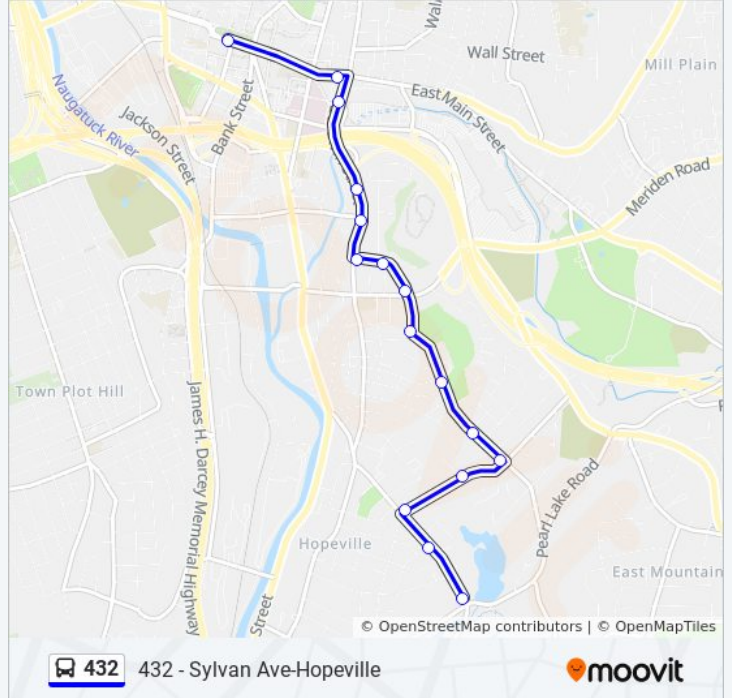 Wall Street
Mill Plain
East Main Street
Naugatuck River
Jackson Street
Bank Street
Meriden Road
Town Plot Hill
James H. Darcey Memorial Highway
Pearl Lake Road
Hopeville
East Mountain
Street
© OpenStreetMap contributors | © OpenMapTiles
432 432 - Sylvan Ave-Hopeville
moovit